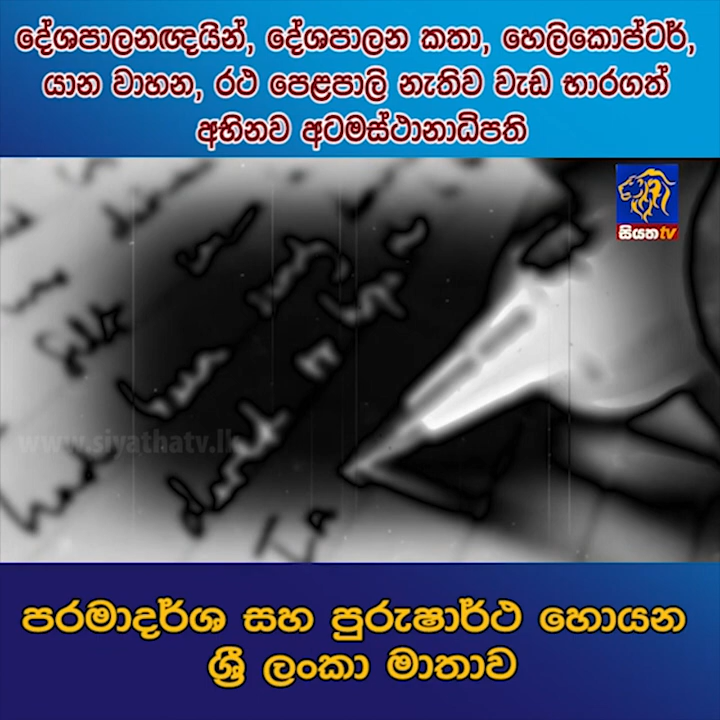 දේශපාලනඥයින්, දේශපාලන කතා, හෙලිකොප්ටර්,
යාන වාහන, රථ පෙළපාලි නැතිව වැඩ භාරගත්
අභිනව අටමස්ථානාධිපති
සියත tv
www.siyathatv.lk
පරමාදර්ශ සහ පුරුෂාර්ථ හොයන
ශ්‍රී ලංකා මාතාව